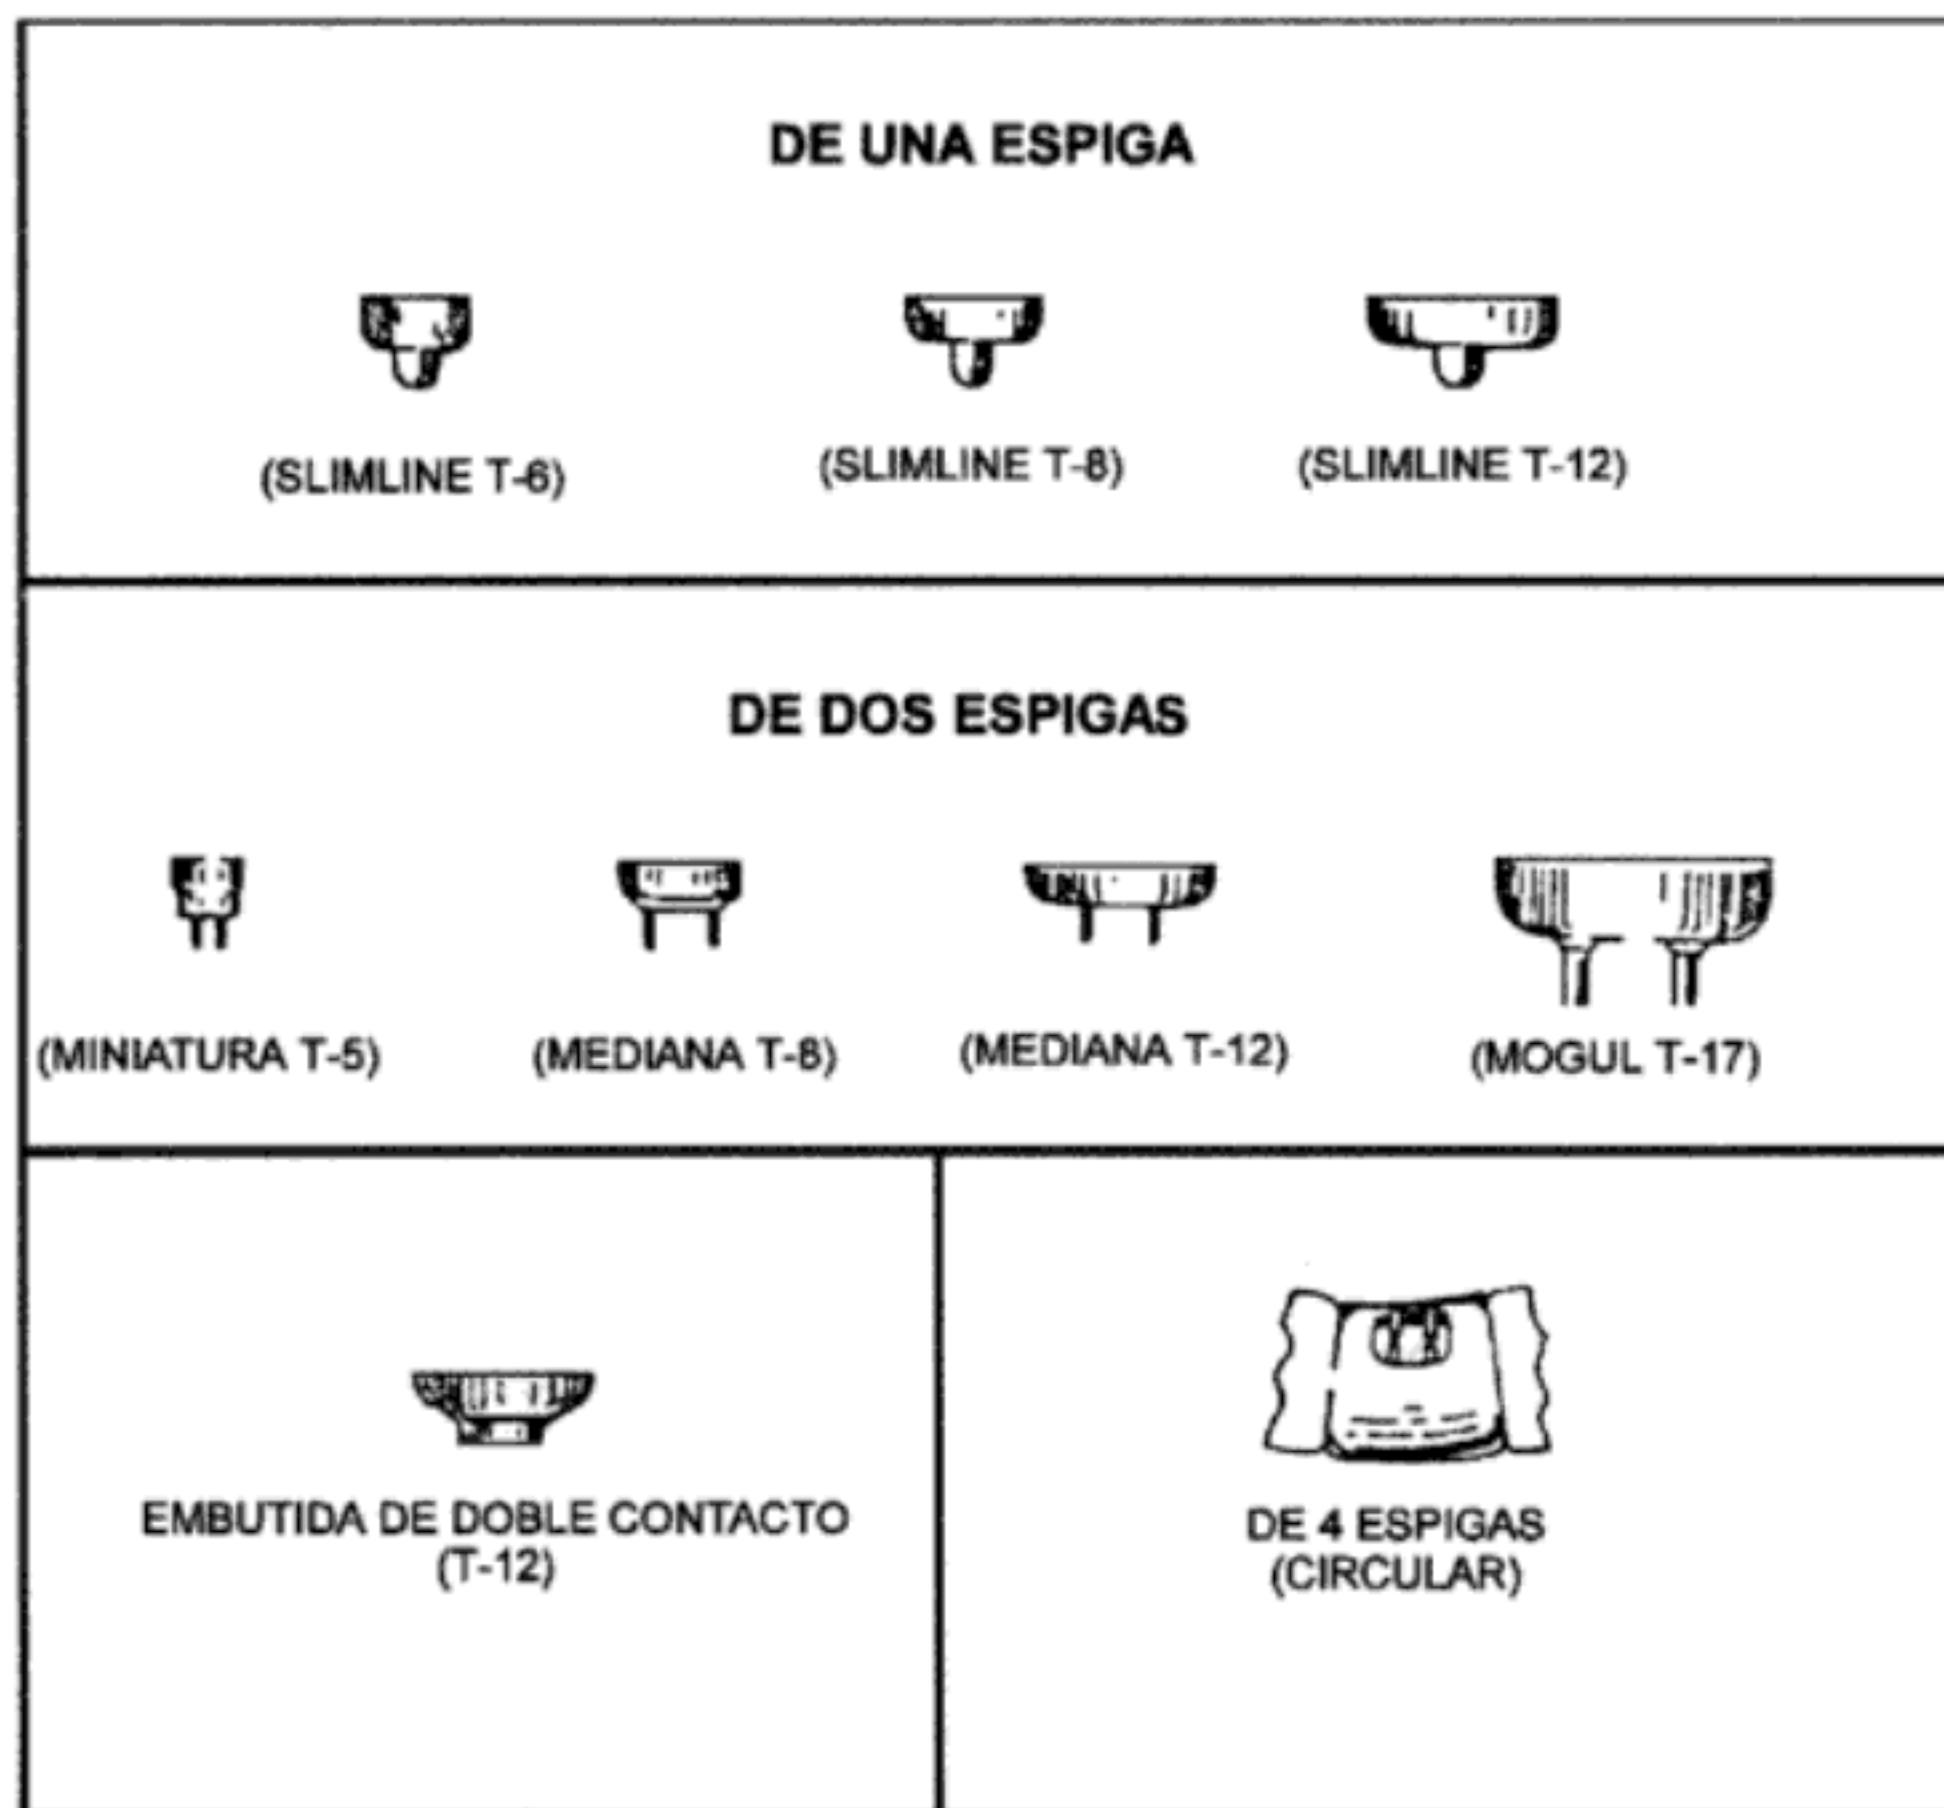 DE UNA ESPIGA
(SLIMLINE T-6)
(SLIMLINE T-8)
(SLIMLINE T-12)
DE DOS ESPIGAS
(MINIATURA T-5)
(MEDIANA T-8)
(MEDIANA T-12)
(MOGUL T-17)
EMBUTIDA DE DOBLE CONTACTO
(T-12)
DE 4 ESPIGAS
(CIRCULAR)